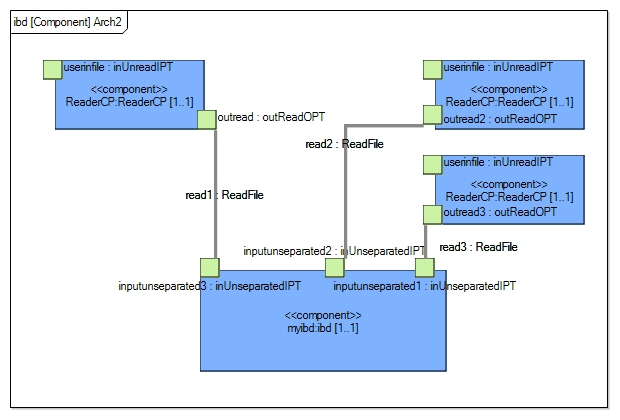 ibd [Component] Arch2
userinfile : inUnreadIPT
<<component>>
ReaderCP:ReaderCP [1..1]
outread : outReadOPT
userinfile : inUnreadIPT
<<component>>
ReaderCP:ReaderCP [1..1]
outread2 : outReadOPT
read2 : ReadFile
userinfile : inUnreadIPT
<<component>>
ReaderCP:ReaderCP [1..1]
outread3 : outReadOPT
read1 : ReadFile
read3 : ReadFile
inputunseparated2 : inUnseparatedIPT
inputunseparated3 : inUnseparatedIPT
inputunseparated1 : inUnseparatedIPT
<<component>>
myibd:ibd [1..1]